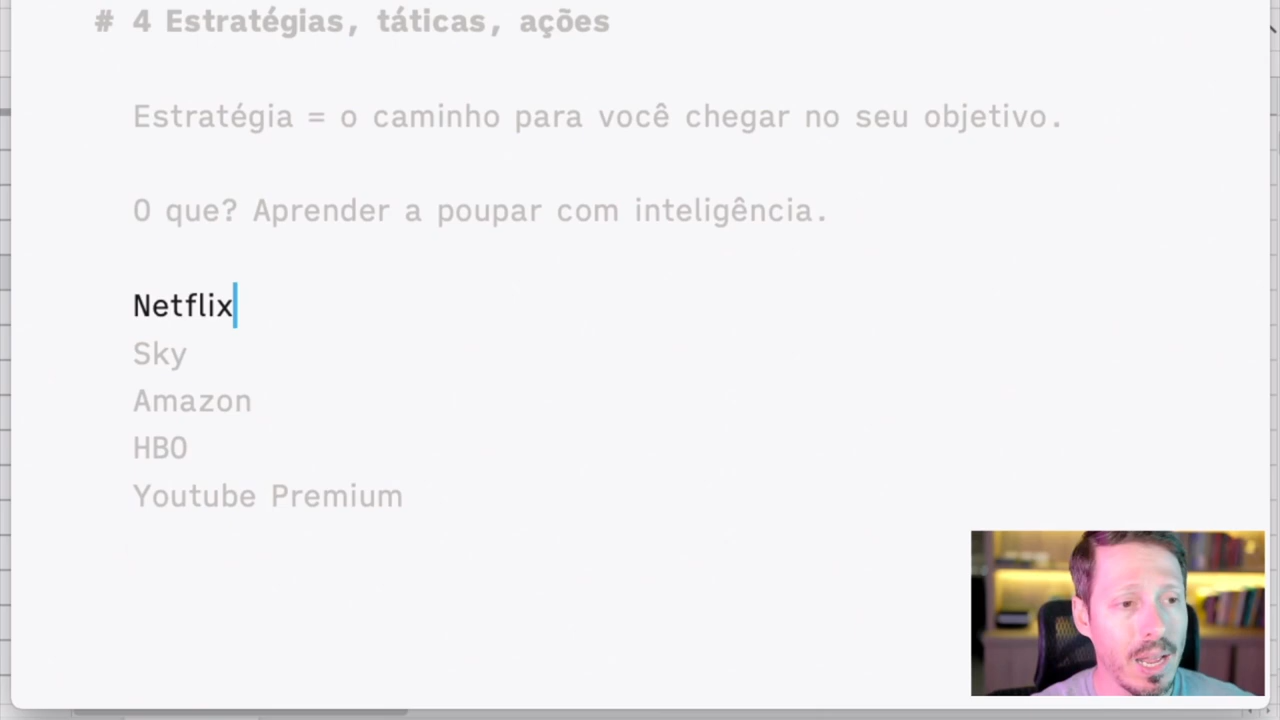 # 4 Estratégias, táticas, ações
Estratégia = o caminho para você chegar no seu objetivo.
O que? Aprender a poupar com inteligência.
Netflix
Sky
Amazon
HBO
Youtube Premium